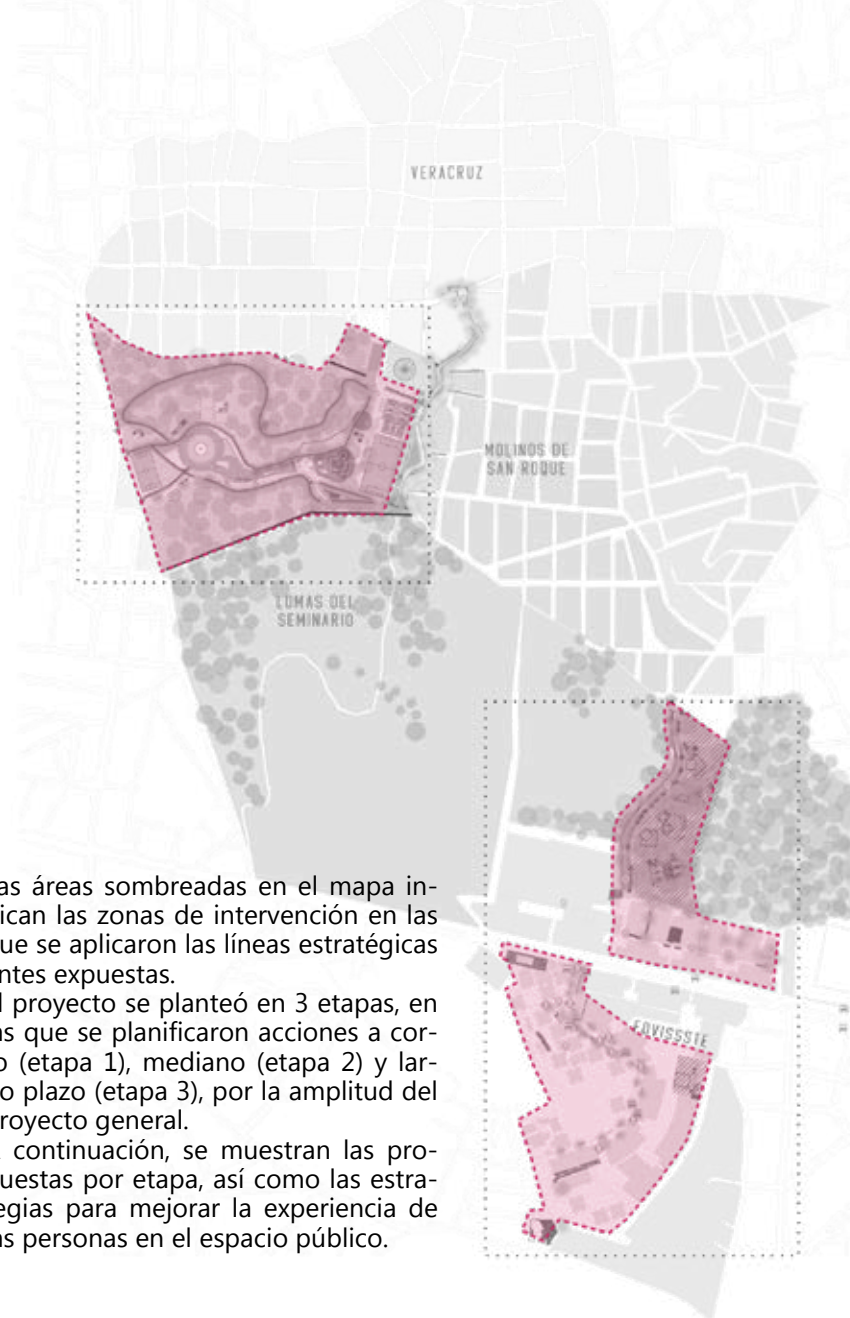 VERACRUZ
MOLINOS DE
SAN ROQUE
LOMAS DEL
SEMINARIO
FOVISSSTE
as áreas sombreadas en el mapa in-
ican las zonas de intervención en las
ue se aplicaron las líneas estratégicas
ntes expuestas.
l proyecto se planteó en 3 etapas, en
as que se planificaron acciones a cor-
o (etapa 1), mediano (etapa 2) y lar-
o plazo (etapa 3), por la amplitud del
royecto general.
continuación, se muestran las pro-
uestas por etapa, así como las estra-
egias para mejorar la experiencia de
as personas en el espacio público.